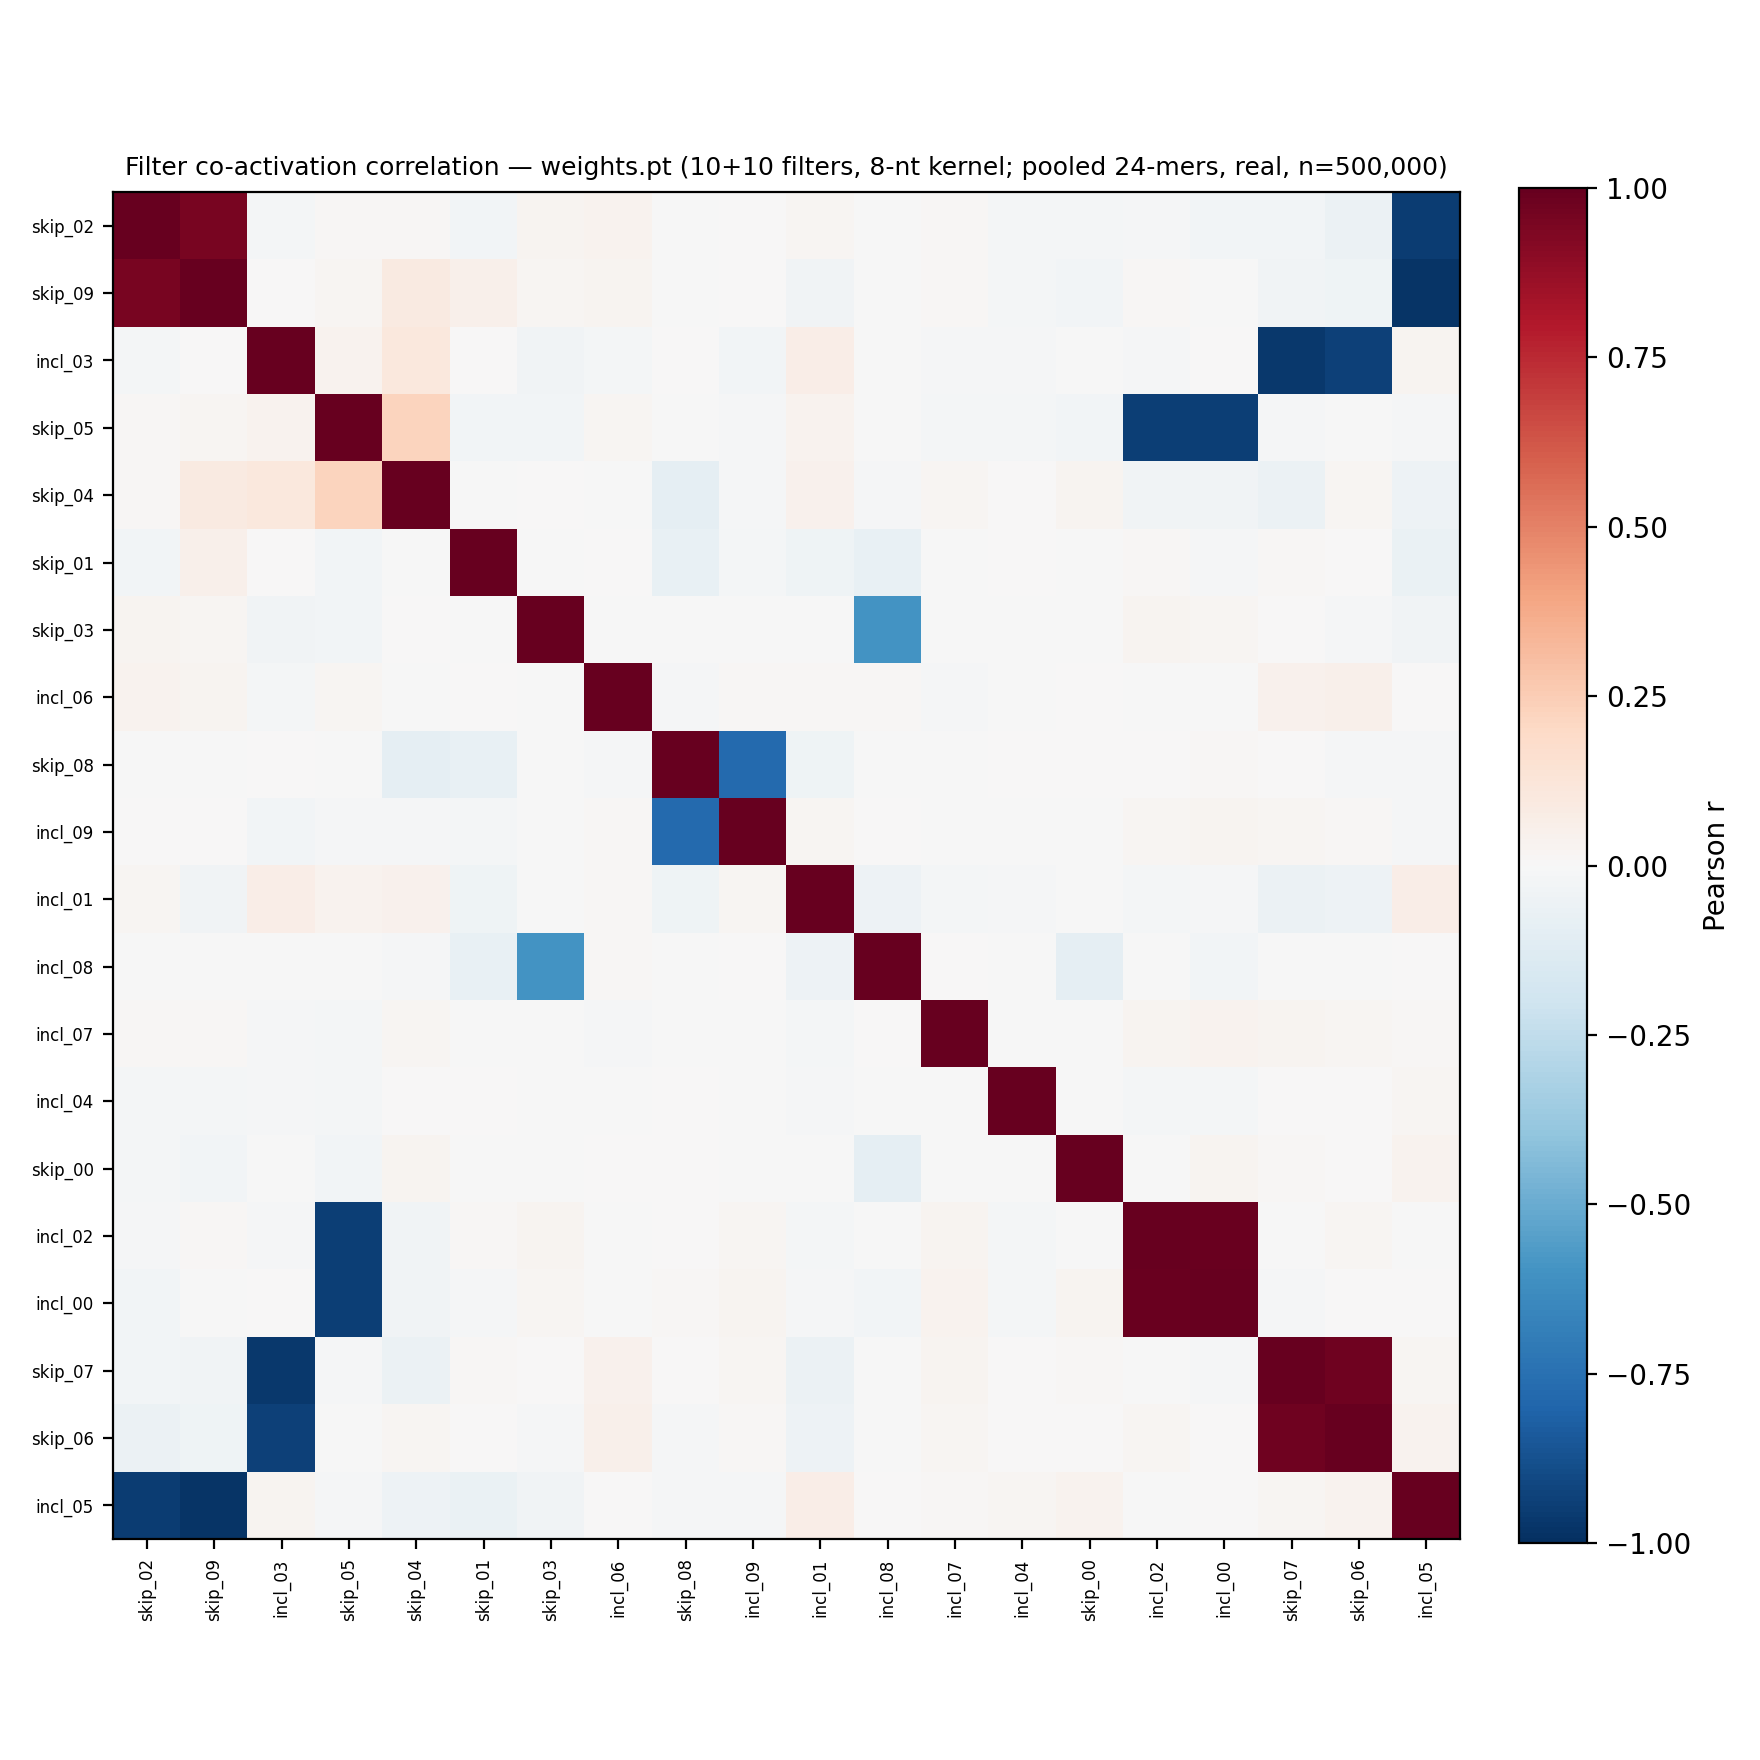 Filter co-activation correlation — weights.pt (10+10 filters, 8-nt kernel; pooled 24-mers, real, n=500,000)
skip_02
skip_09
incl_03
skip_05
skip_04
skip_01
skip_03
incl_06
skip_08
incl_09
incl_01
incl_08
incl_07
incl_04
skip_00
incl_02
incl_00
skip_07
skip_06
incl_05
skip_02 skip_09 incl_03 skip_05 skip_04 skip_01 skip_03 incl_06 skip_08 incl_09 incl_01 incl_08 incl_07 incl_04 skip_00 incl_02 incl_00 skip_07 skip_06 incl_05
1.00
0.75
0.50
0.25
0.00
−0.25
−0.50
−0.75
−1.00
Pearson r